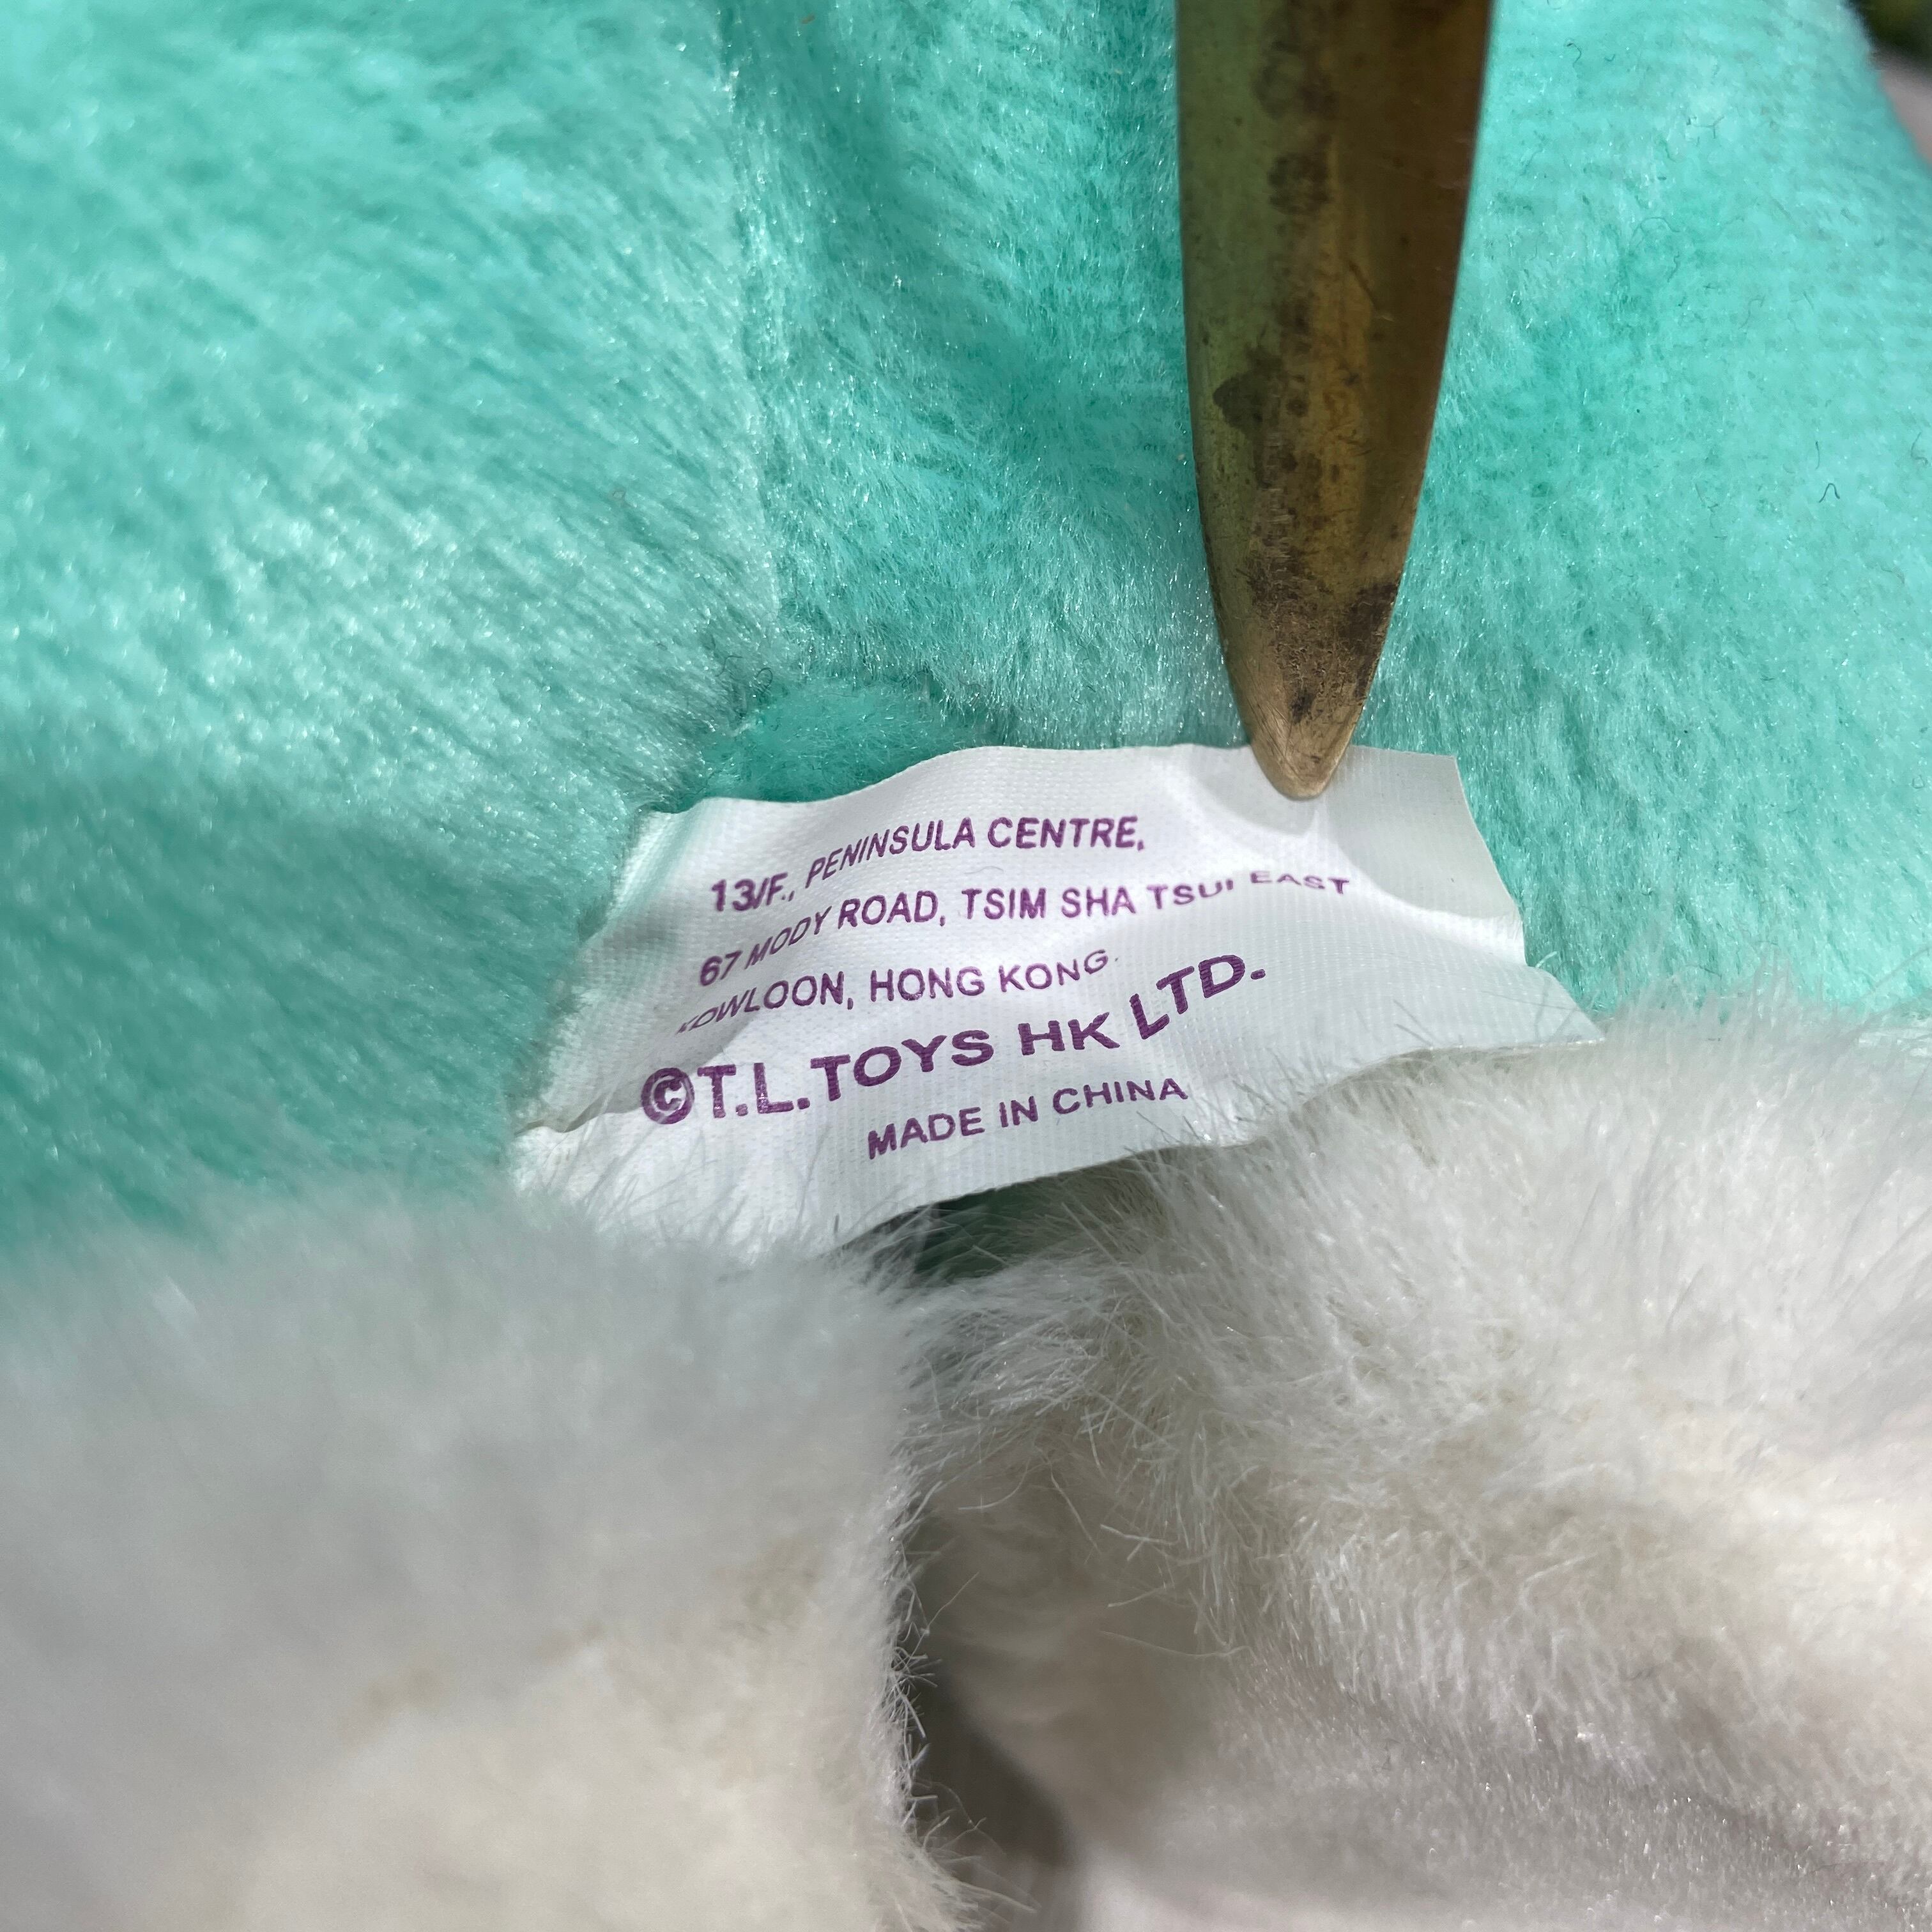 13/F., PENINSULA CENTRE,
67 MODY ROAD, TSIM SHA TSUI EAST
KOWLOON, HONG KONG.
©T.L.TOYS HK LTD.
MADE IN CHINA